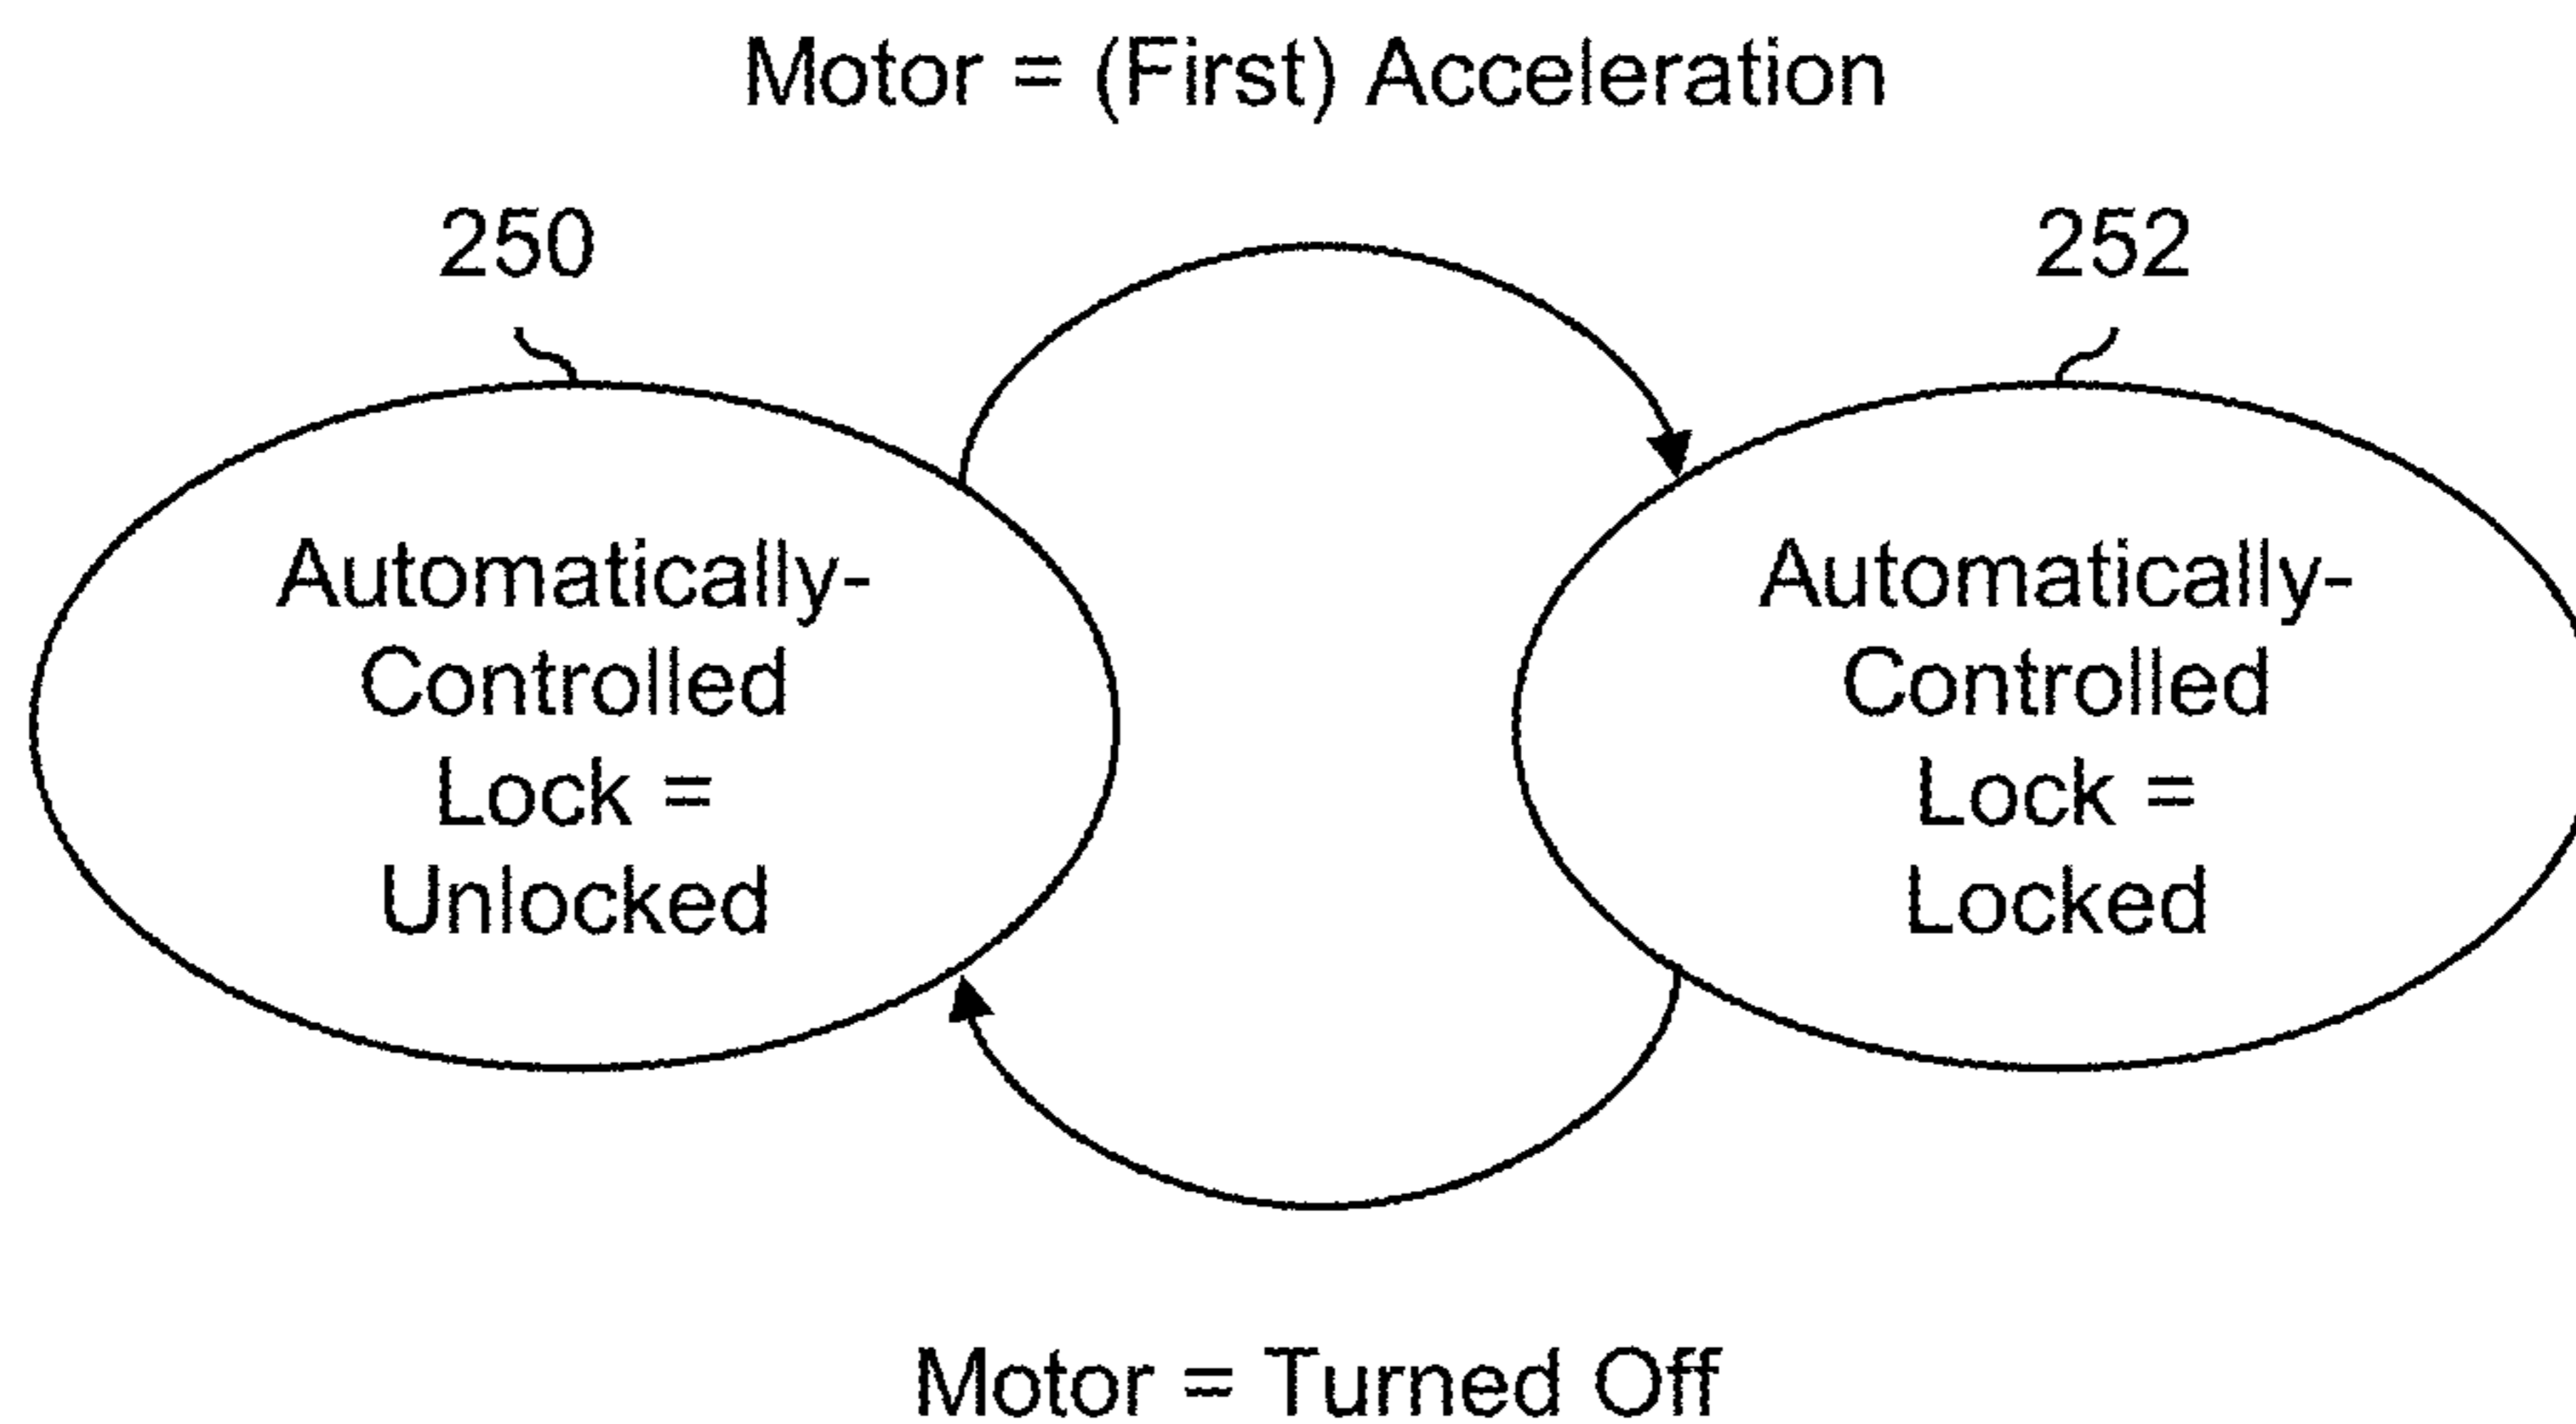 Motor = (First) Acceleration
250
252
Automatically-
Controlled
Lock =
Unlocked
Automatically-
Controlled
Lock =
Locked
Motor = Turned Off